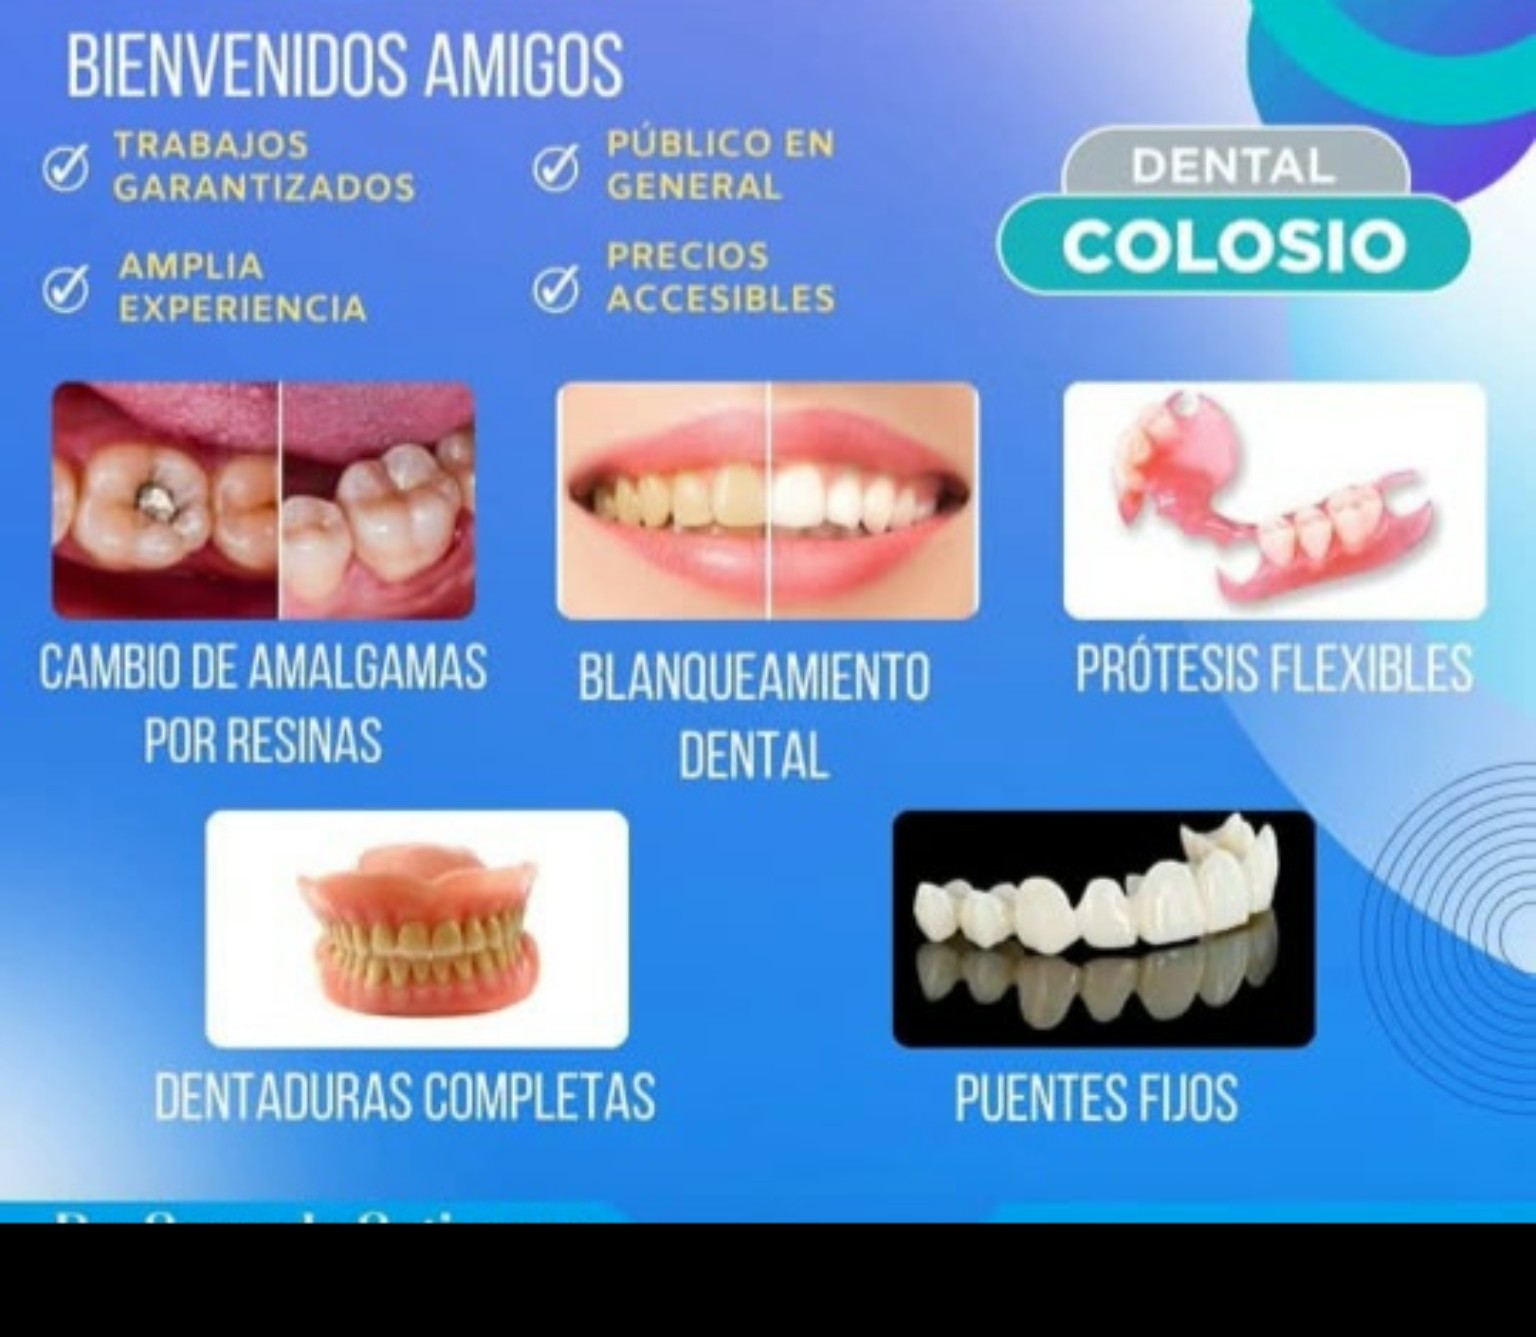 BIENVENIDOS AMIGOS
TRABAJOS
GARANTIZADOS
PÚBLICO EN
GENERAL
AMPLIA
EXPERIENCIA
PRECIOS
ACCESIBLES
DENTAL
COLOSIO
CAMBIO DE AMALGAMAS
POR RESINAS
BLANQUEAMIENTO
DENTAL
PRÓTESIS FLEXIBLES
DENTADURAS COMPLETAS
PUENTES FIJOS